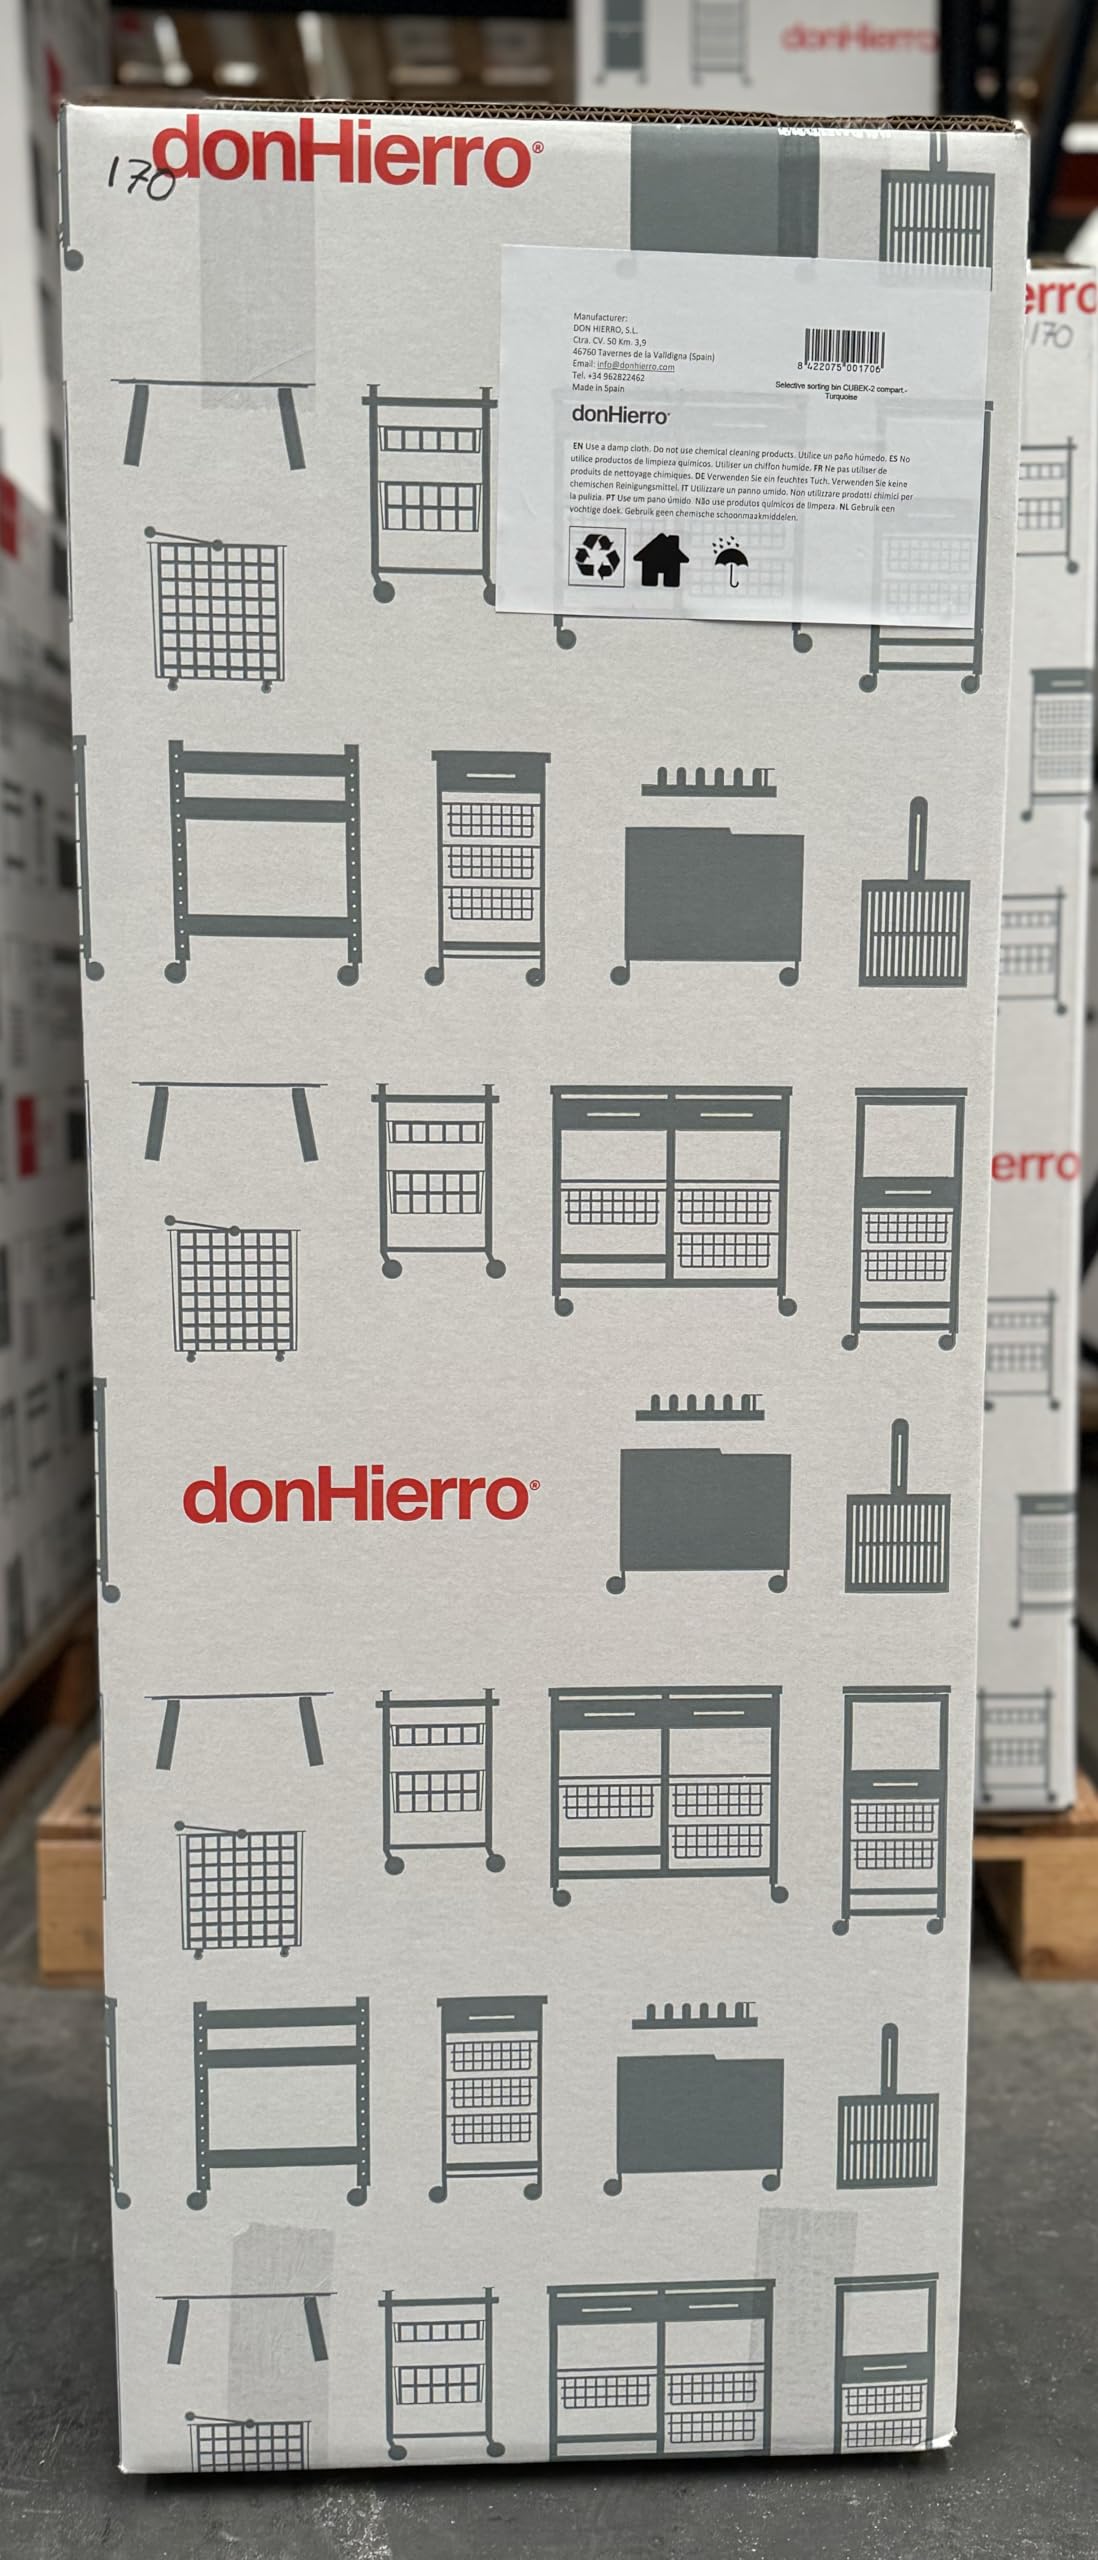 donHierro
donHierro®
170
Manufacturer:
DON HIERRO, S.L.
Ctra. CV. 50 Km. 3,9
46760 Tavernes de la Valldigna (Spain)
Email: info@donhierro.com
Tel. +34 962822462
Made in Spain
8 422075 001706
Selective sorting bin CUBEK-2 compart.-
Turquoise
donHierro
EN Use a damp cloth. Do not use chemical cleaning products. Utilice un paño húmedo. ES No
utilice productos de limpieza químicos. Utiliser un chiffon humide. FR Ne pas utiliser de
produits de nettoyage chimiques. DE Verwenden Sie ein feuchtes Tuch. Verwenden Sie keine
chemischen Reinigungsmittel. IT Utilizzare un panno umido. Non utilizzare prodotti chimici per
la pulizia. PT Use um pano úmido. Não use produtos químicos de limpeza. NL Gebruik een
vochtige doek. Gebruik geen chemische schoonmaakmiddelen.
erro
170
erro
donHierro®